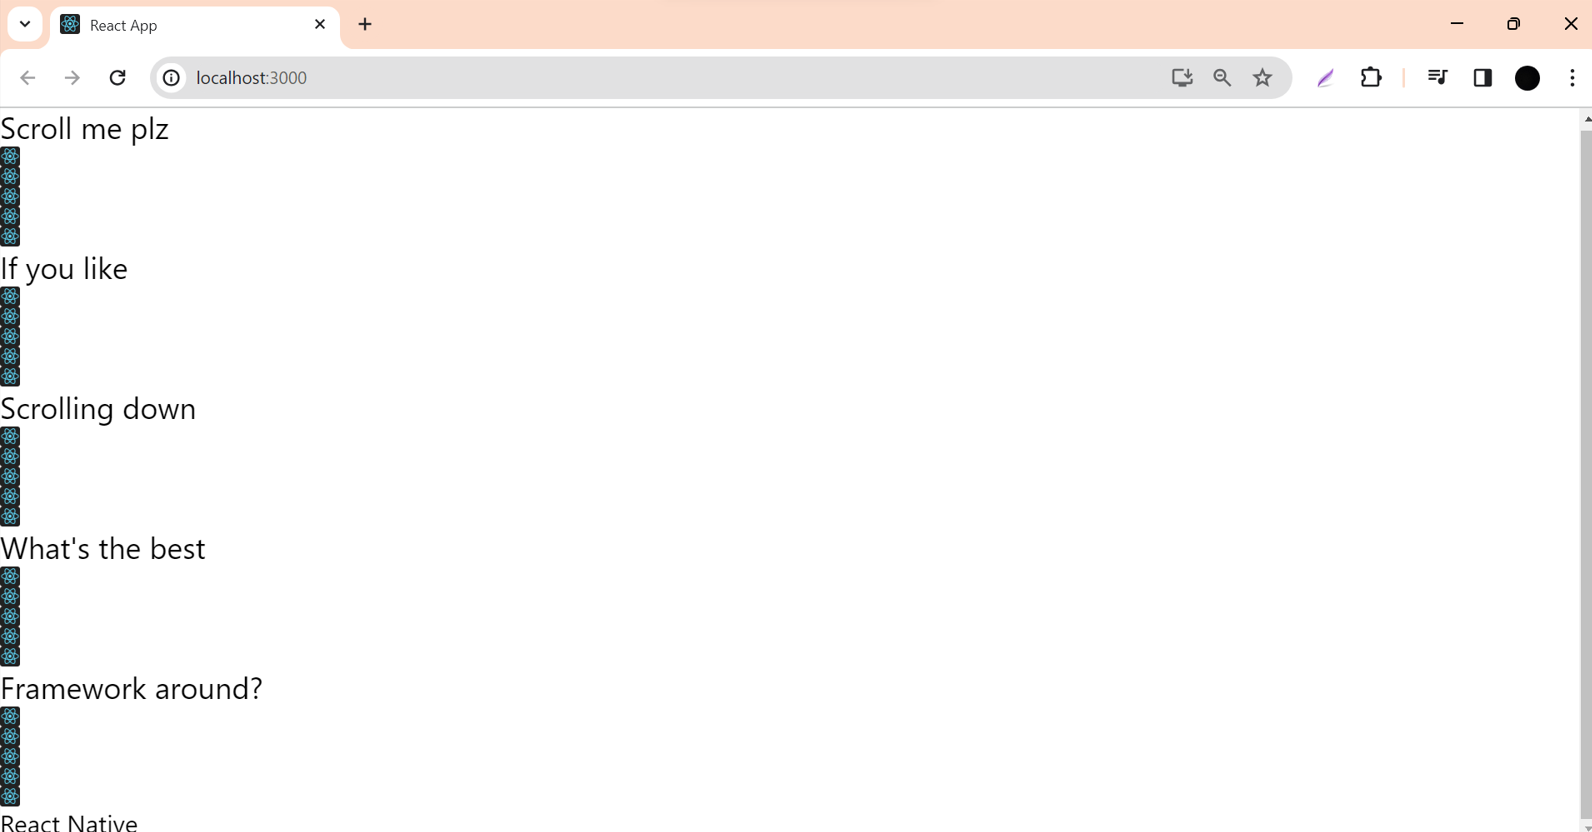 React App
localhost:3000
Scroll me plz
If you like
Scrolling down
What's the best
Framework around?
React Native